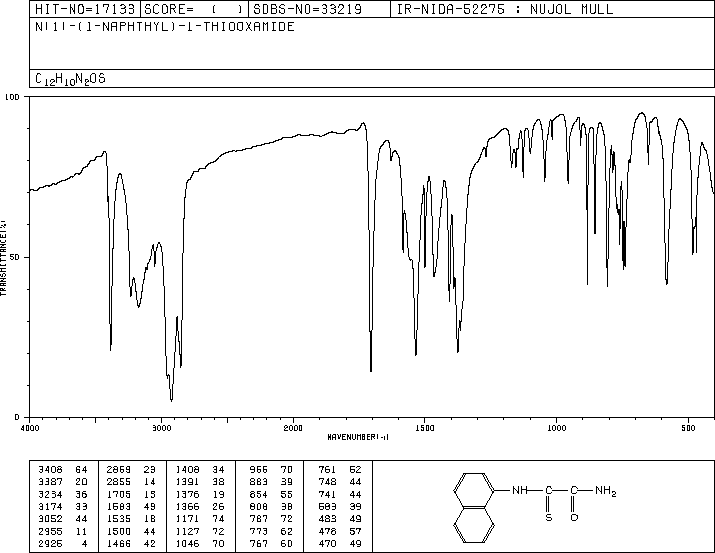 HIT-NO=17133 SCORE= ( ) SDBS-NO=33219 IR-NIDA-52275 : NUJOL MULL
N(1)-(1-NAPHTHYL)-1-THIOOXAMIDE
C12H10N2OS
100
50
0
TRANSMITTANCE(%)
4000 3000 2000 1500 1000 500
WAVENUMBER(-1)
3408 64 2869 29 1408 34 966 70 761 52
3387 20 2855 14 1391 38 883 39 748 44
3234 36 1705 13 1376 19 854 55 741 44
3174 33 1583 49 1366 26 808 38 583 39
3052 44 1535 18 1171 74 787 72 483 49
2955 11 1500 44 1127 72 773 62 478 57
2925 4 1466 42 1046 70 767 60 470 49
NH C C NH2
S O